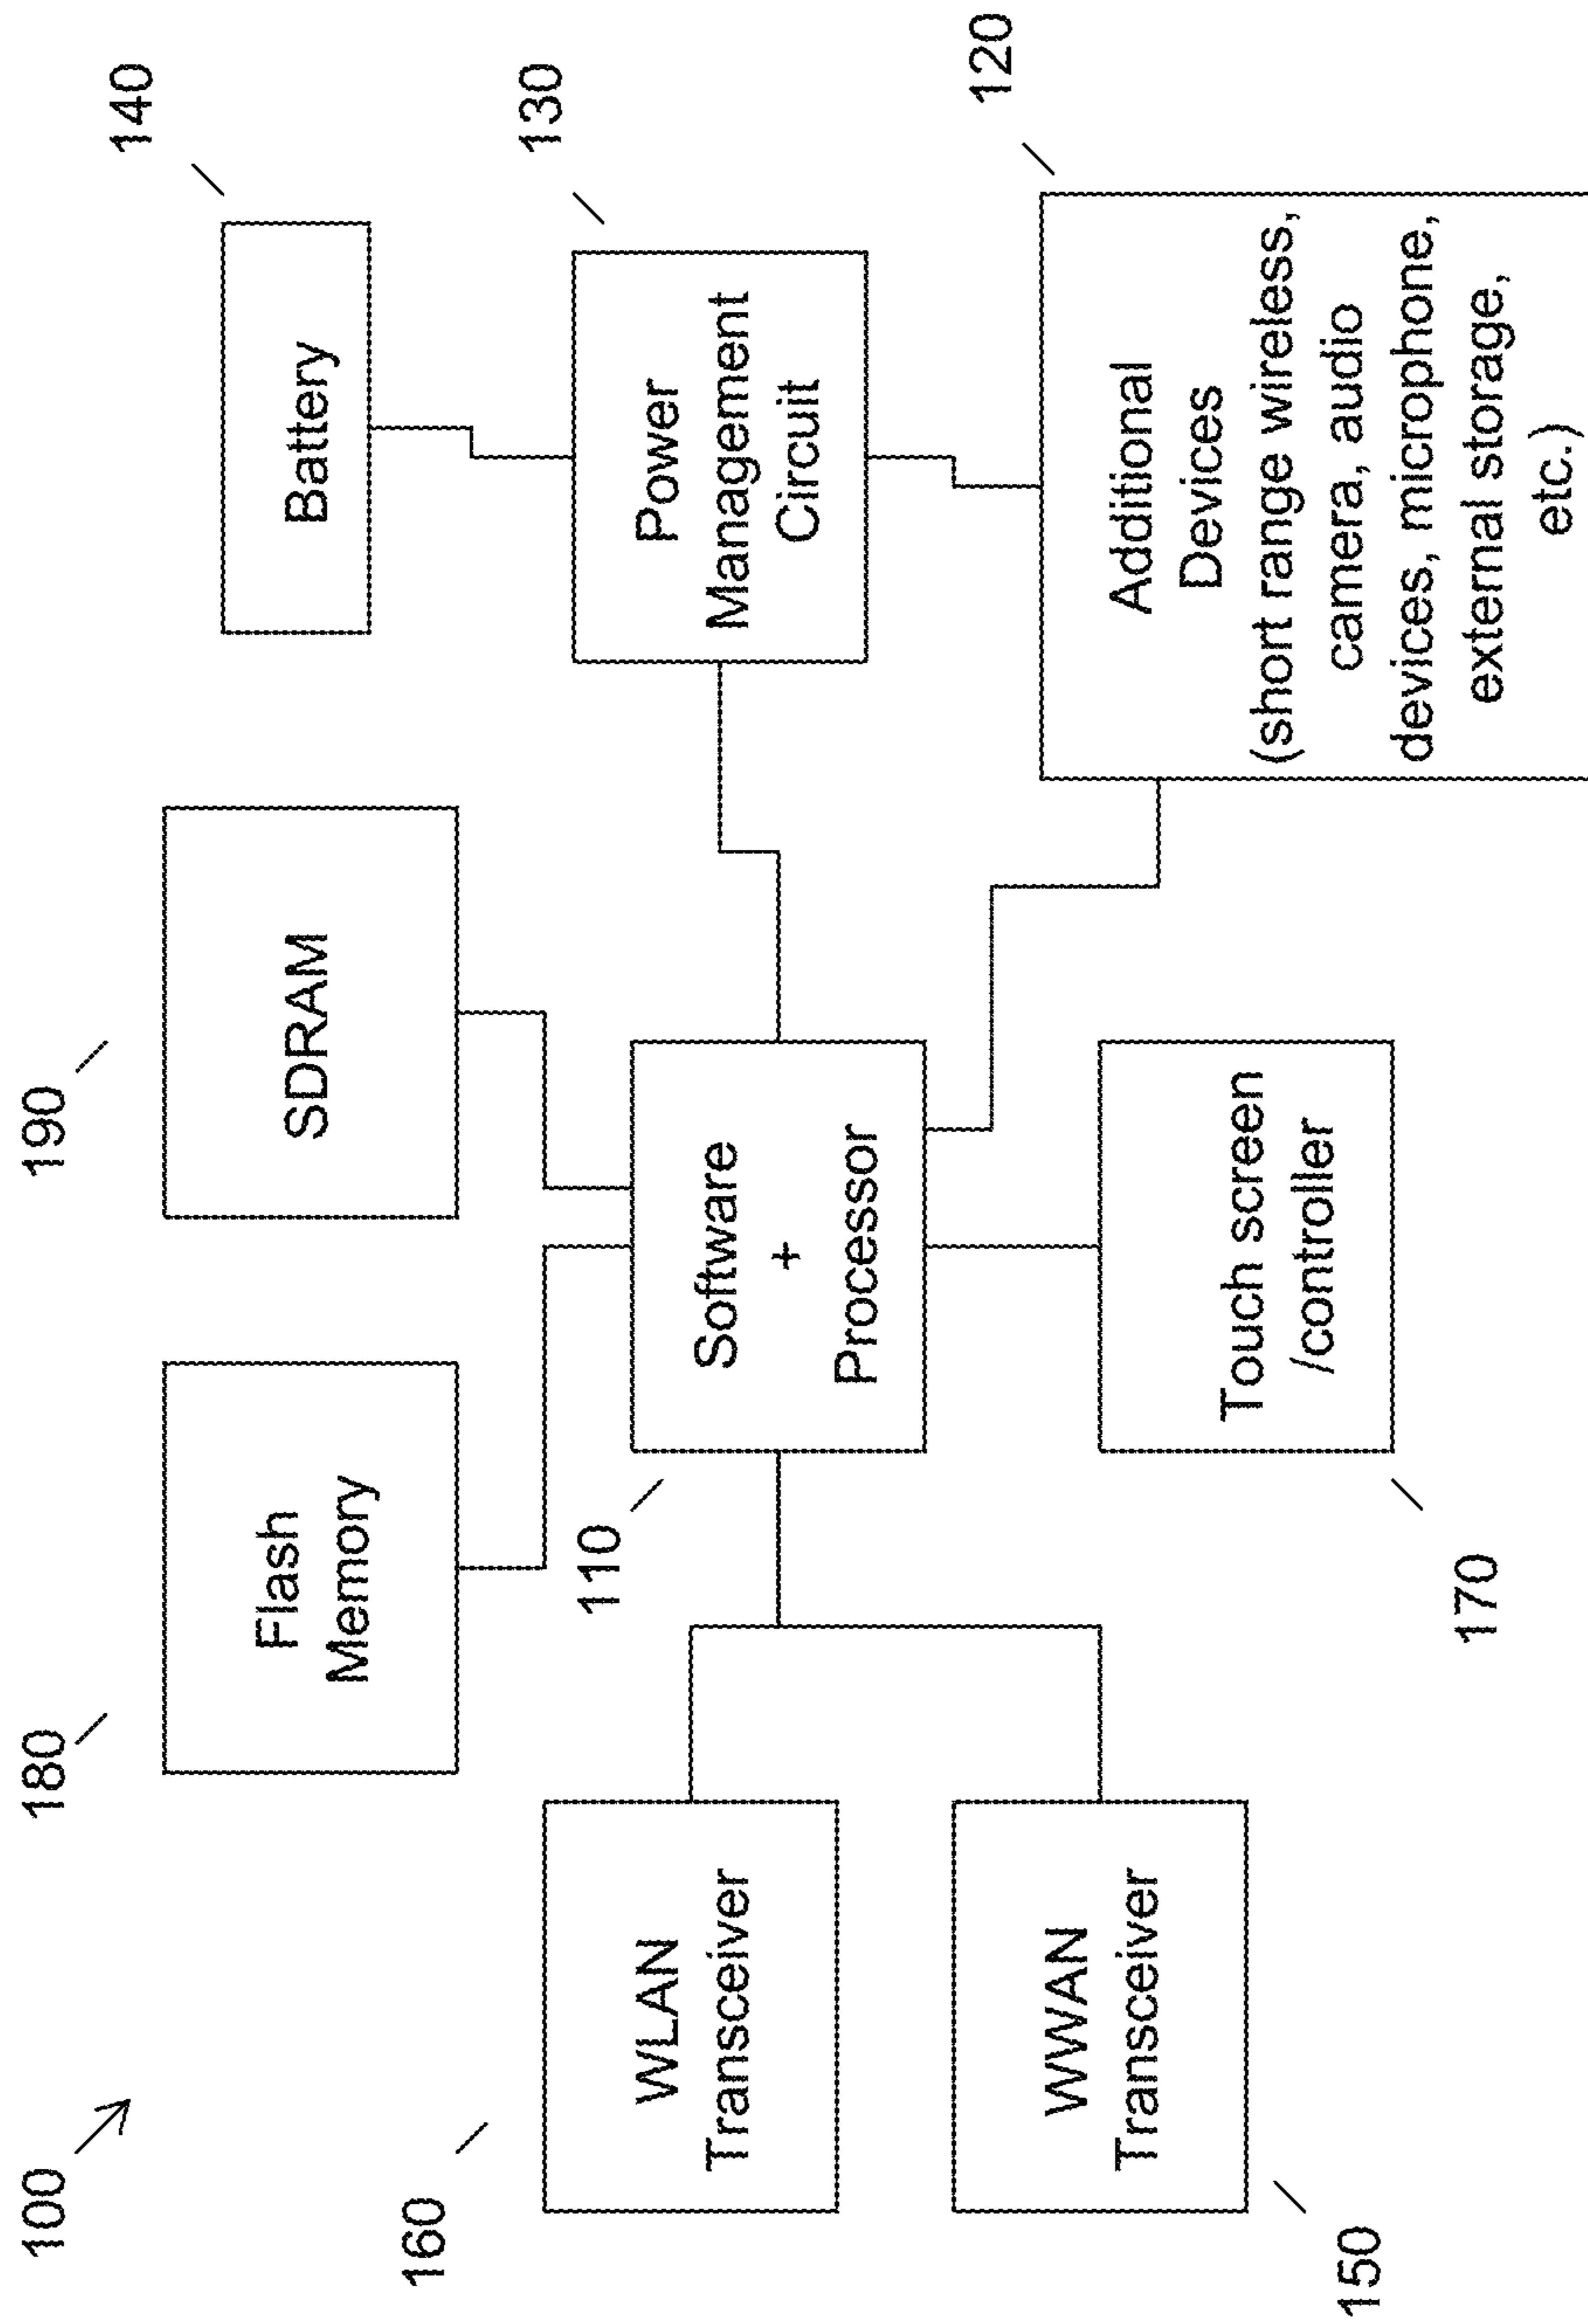 100
180
190
140
Flash
Memory
SDRAM
Battery
160
WLAN
Transceiver
110
Software
+
Processor
130
Power
Management
Circuit
WWAN
Transceiver
150
Touch screen
/controller
170
120
Additional
Devices
(short range wireless,
camera, audio
devices, microphone,
external storage,
etc.)